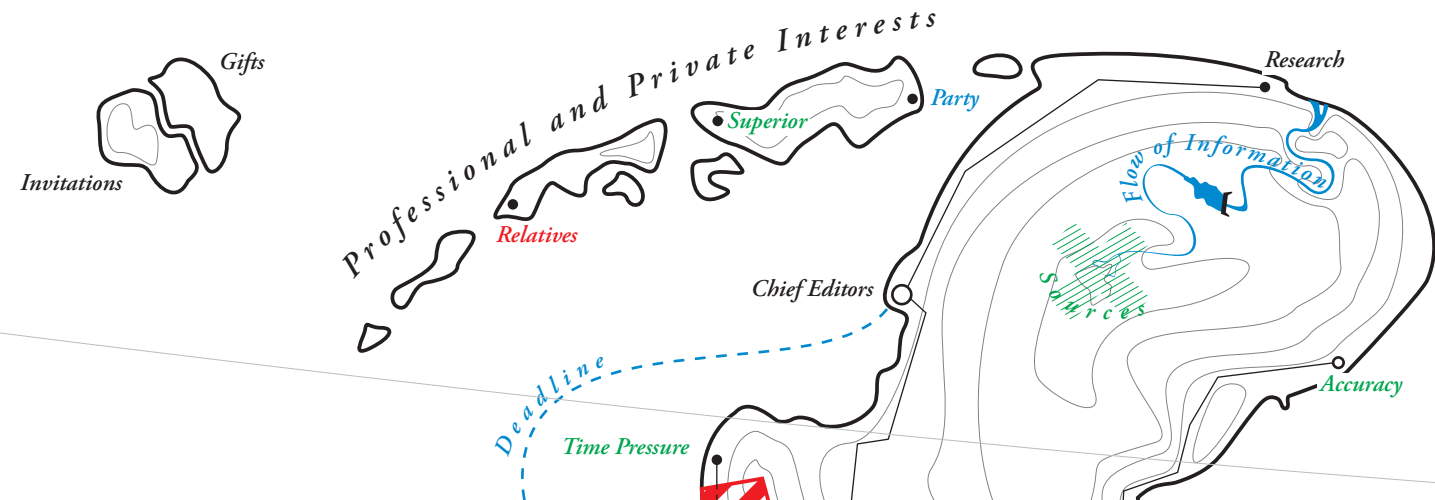 Professional and Private Interests
Gifts
Research
Party
Superior
Flow of Information
Invitations
Relatives
Sources
Chief Editors
Deadline
Accuracy
Time Pressure